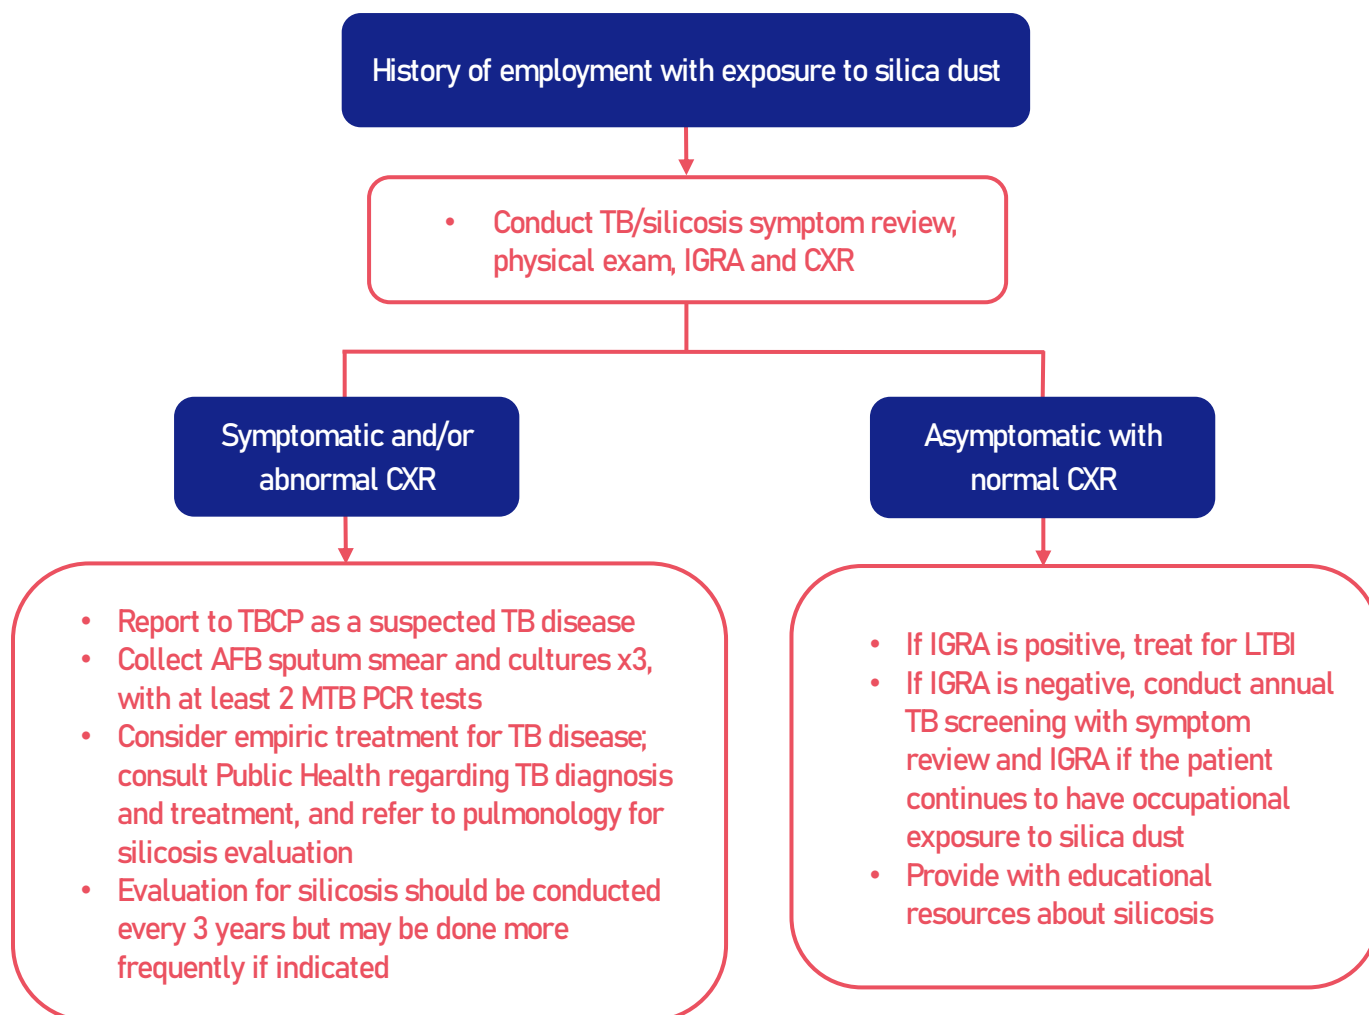 History of employment with exposure to silica dust
• Conduct TB/silicosis symptom review,
physical exam, IGRA and CXR
Symptomatic and/or
abnormal CXR
Asymptomatic with
normal CXR
• Report to TBCP as a suspected TB disease
• Collect AFB sputum smear and cultures x3,
with at least 2 MTB PCR tests
• Consider empiric treatment for TB disease;
consult Public Health regarding TB diagnosis
and treatment, and refer to pulmonology for
silicosis evaluation
• Evaluation for silicosis should be conducted
every 3 years but may be done more
frequently if indicated
• If IGRA is positive, treat for LTBI
• If IGRA is negative, conduct annual
TB screening with symptom
review and IGRA if the patient
continues to have occupational
exposure to silica dust
• Provide with educational
resources about silicosis